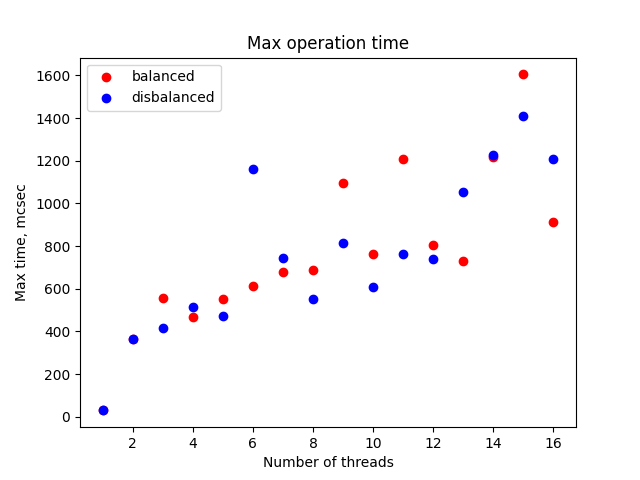 Max operation time
balanced
disbalanced
1600
1400
1200
1000
800
600
400
200
0
Max time, mcsec
2 4 6 8 10 12 14 16
Number of threads